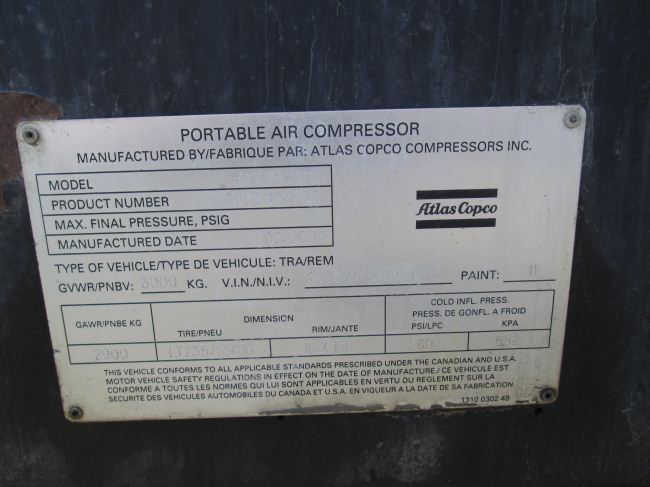 PORTABLE AIR COMPRESSOR
MANUFACTURED BY/FABRIQUE PAR: ATLAS COPCO COMPRESSORS INC.
MODEL
PRODUCT NUMBER
MAX. FINAL PRESSURE, PSIG
MANUFACTURED DATE
Atlas Copco
TYPE OF VEHICLE/TYPE DE VEHICULE: TRA/REM
GVWR/PNBV: 3000 KG. V.I.N./N.I.V.: PAINT:
GAWR/PNBE KG
DIMENSION
TIRE/PNEU RIM/JANTE
COLD INFL. PRESS.
PRESS. DE GONFL. A FROID
PSI/LPC KPA
2900 80 552
THIS VEHICLE CONFORMS TO ALL APPLICABLE STANDARDS PRESCRIBED UNDER THE CANADIAN AND U.S.A.
MOTOR VEHICLE SAFETY REGULATIONS IN EFFECT ON THE DATE OF MANUFACTURE./ CE VEHICULE EST
CONFORME A TOUTES LES NORMES QUI LUI SONT APPLICABLES EN VERTU DU REGLEMENT SUR LA
SECURITE DES VEHICULES AUTOMOBILES DU CANADA ET U.S.A. EN VIGUEUR A LA DATE DE SA FABRICATION.
1310 0302 48